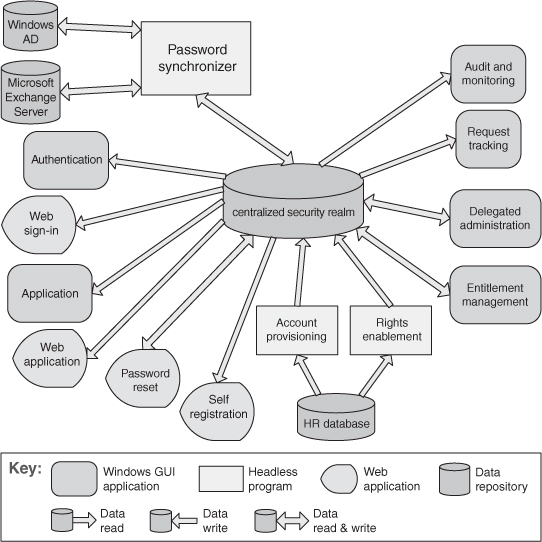 Windows
AD
Password
synchronizer
Microsoft
Exchange
Server
Audit and
monitoring
Request
tracking
Authentication
centralized security realm
Web
sign-in
Delegated
administration
Application
Entitlement
management
Account
provisioning
Rights
enablement
Web
application
Password
reset
Self
registration
HR database
Key:
Windows GUI
application
Headless
program
Web
application
Data
repository
Data
read
Data
write
Data
read & write